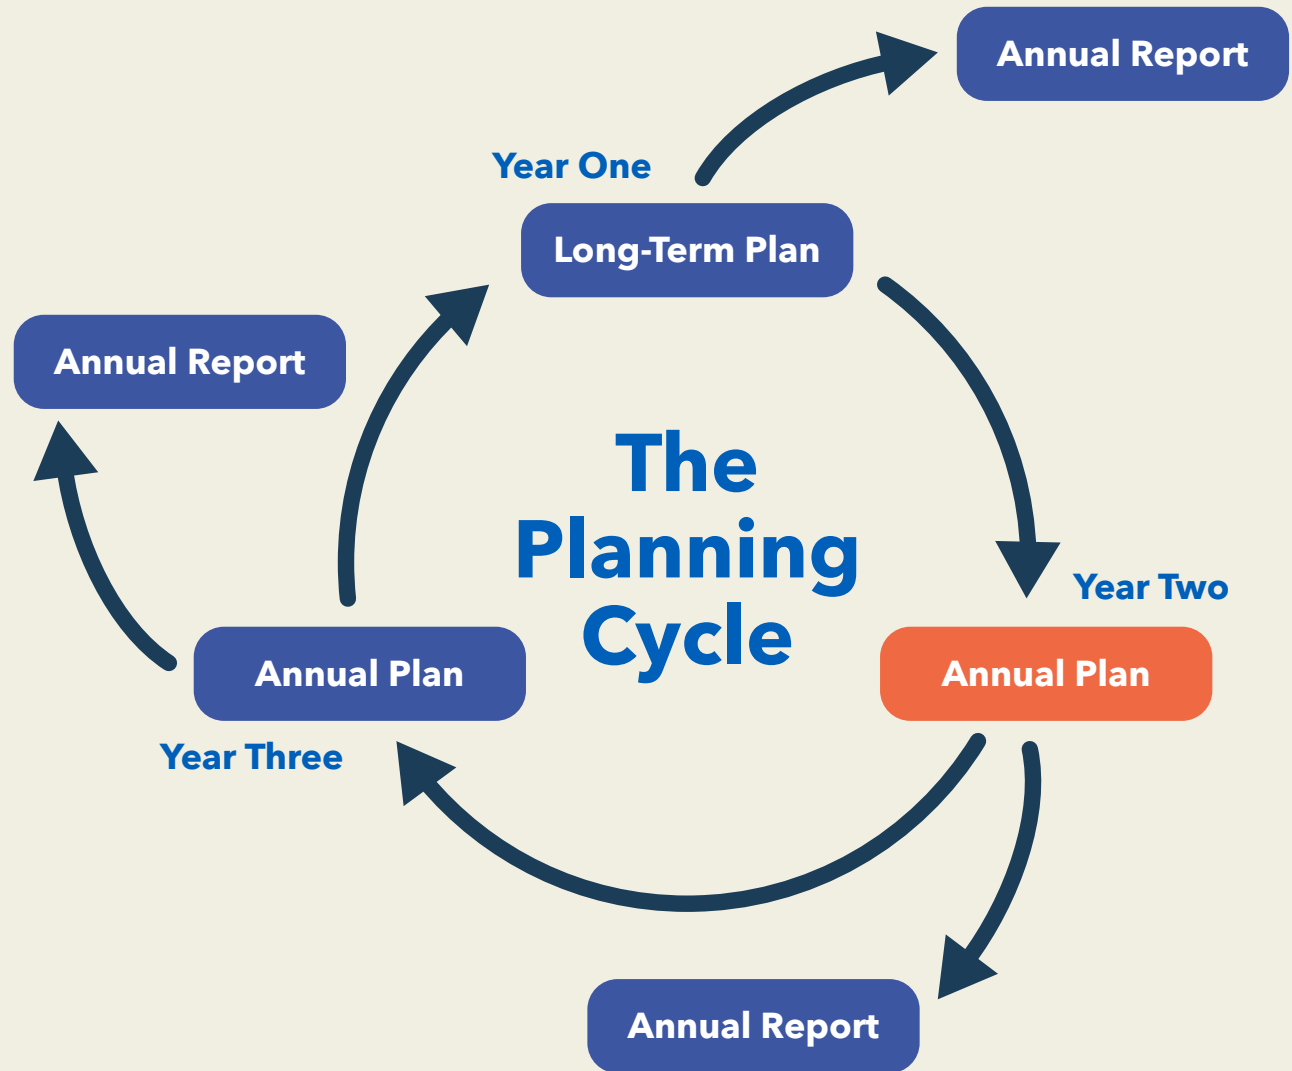 Annual Report
Year One
Long-Term Plan
Annual Report
The
Planning
Cycle
Year Two
Annual Plan
Annual Plan
Year Three
Annual Report